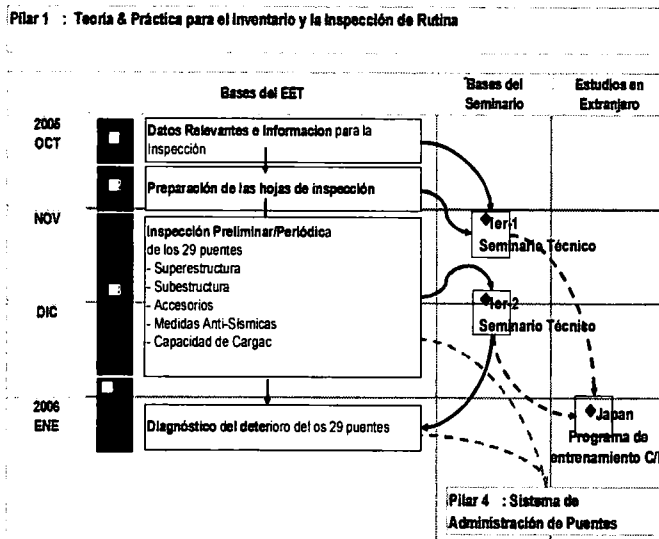 Pilar 1 : Teoría & Práctica para el Inventario y la Inspección de Rutina
Bases del EET
Bases del
Seminario
Estudios en
Extranjero
2005
OCT
Datos Relevantes e Informacion para la
Inspección
Preparación de las hojas de inspección
NOV
Inspección Preliminar/Periódica
de los 29 puentes
- Superestructura
- Subestructura
- Accesorios
- Medidas Anti-Sísmicas
- Capacidad de Cargac
1er-1
Seminario Técnico
DIC
1er-2
Seminario Técnico
2006
ENE
Diagnóstico del deterioro del os 29 puentes
Japan
Programa de
entrenamiento C/
Pilar 4 : Sistema de
Administración de Puentes